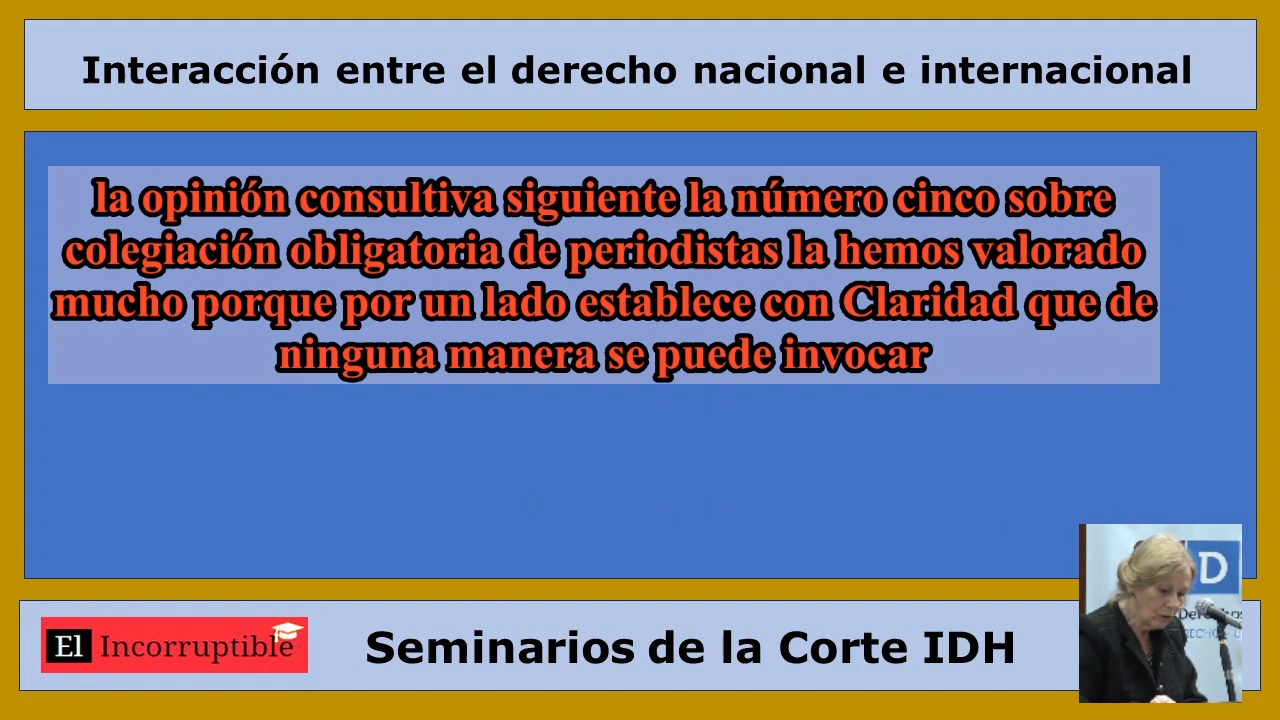 Interacción entre el derecho nacional e internacional
la opinión consultiva siguiente la número cinco sobre
colegiación obligatoria de periodistas la hemos valorado
mucho porque por un lado establece con Claridad que de
ninguna manera se puede invocar
D
El Incorruptible
Seminarios de la Corte IDH